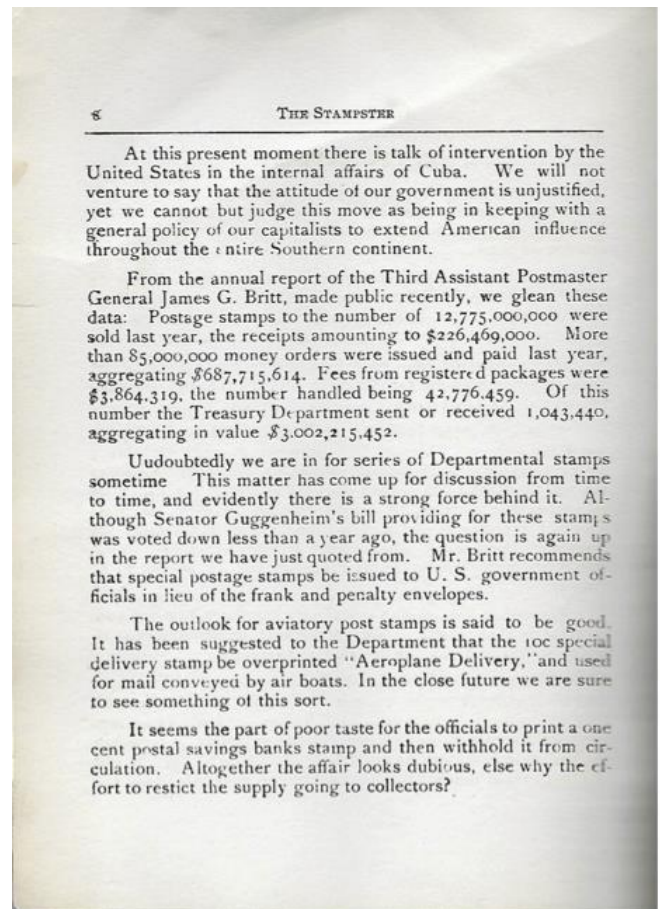 8 THE STAMPSTER
At this present moment there is talk of intervention by the
United States in the internal affairs of Cuba. We will not
venture to say that the attitude of our government is unjustified,
yet we cannot but judge this move as being in keeping with a
general policy of our capitalists to extend American influence
throughout the entire Southern continent.
From the annual report of the Third Assistant Postmaster
General James G. Britt, made public recently, we glean these
data: Postage stamps to the number of 12,775,000,000 were
sold last year, the receipts amounting to $226,469,000. More
than 85,000,000 money orders were issued and paid last year,
aggregating $687,715,614. Fees from registered packages were
$3,864,319, the number handled being 42,776.459. Of this
number the Treasury Department sent or received 1,043,440,
aggregating in value $3.002,215,452.
Uudoubtedly we are in for series of Departmental stamps
sometime This matter has come up for discussion from time
to time, and evidently there is a strong force behind it. Al-
though Senator Guggenheim's bill providing for these stamps
was voted down less than a year ago, the question is again up
in the report we have just quoted from. Mr. Britt recommends
that special postage stamps be issued to U. S. government of-
ficials in lieu of the frank and penalty envelopes.
The outlook for aviatory post stamps is said to be good.
It has been suggested to the Department that the 10c special
delivery stamp be overprinted "Aeroplane Delivery," and used
for mail conveyed by air boats. In the close future we are sure
to see something of this sort.
It seems the part of poor taste for the officials to print a one
cent postal savings banks stamp and then withhold it from cir-
culation. Altogether the affair looks dubious, else why the ef-
fort to restict the supply going to collectors?